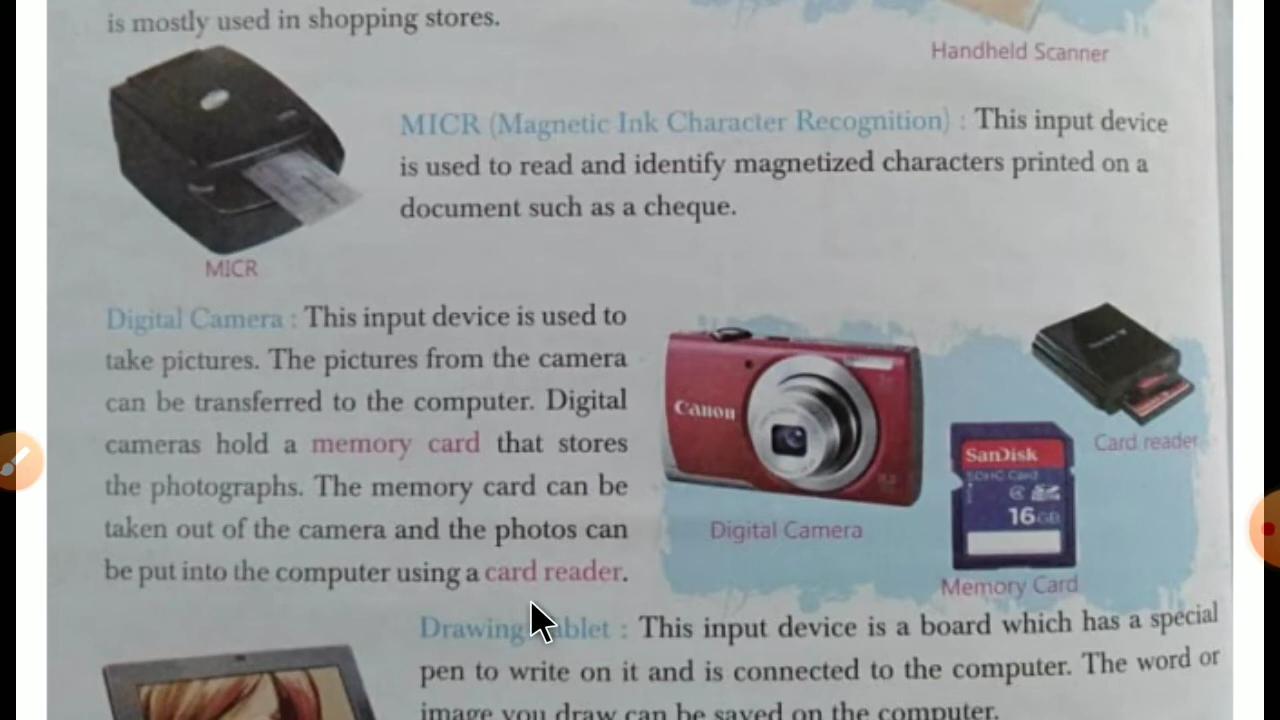 is mostly used in shopping stores.
Handheld Scanner
MICR (Magnetic Ink Character Recognition) : This input device
is used to read and identify magnetized characters printed on a
document such as a cheque.
MICR
Digital Camera : This input device is used to
take pictures. The pictures from the camera
can be transferred to the computer. Digital
cameras hold a memory card that stores
the photographs. The memory card can be
taken out of the camera and the photos can
be put into the computer using a card reader.
Canon
Digital Camera
Card reader
SanDisk
SDHC Card
16 GB
Memory Card
Drawing Tablet : This input device is a board which has a special
pen to write on it and is connected to the computer. The word or
image you draw can be saved on the computer.